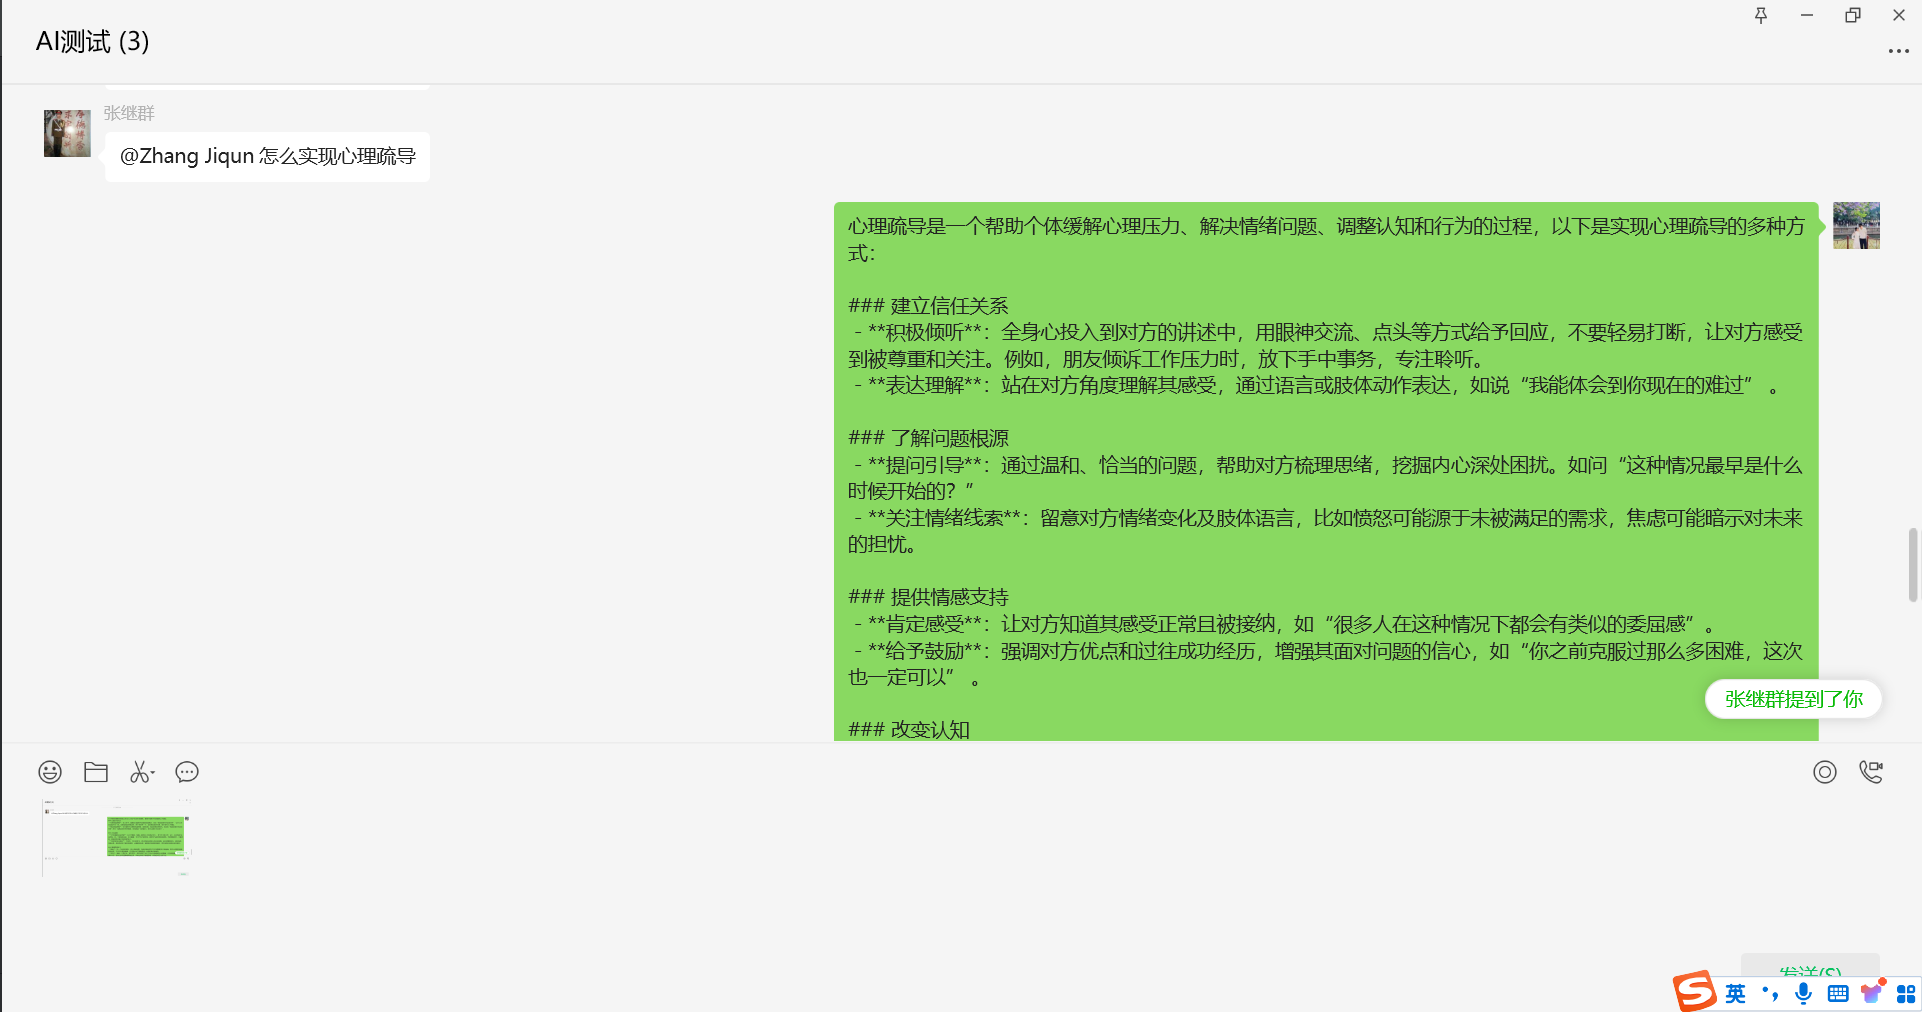 AI测试 (3)
张继群
@Zhang Jiqun 怎么实现心理疏导
心理疏导是一个帮助个体缓解心理压力、解决情绪问题、调整认知和行为的过程，以下是实现心理疏导的多种方
式：
### 建立信任关系
- **积极倾听**：全身心投入到对方的讲述中，用眼神交流、点头等方式给予回应，不要轻易打断，让对方感受
到被尊重和关注。例如，朋友倾诉工作压力时，放下手中事务，专注聆听。
- **表达理解**：站在对方角度理解其感受，通过语言或肢体动作表达，如说“我能体会到你现在的难过” 。
### 了解问题根源
- **提问引导**：通过温和、恰当的问题，帮助对方梳理思绪，挖掘内心深处困扰。如问“这种情况最早是什么
时候开始的？”
- **关注情绪线索**：留意对方情绪变化及肢体语言，比如愤怒可能源于未被满足的需求，焦虑可能暗示对未来
的担忧。
### 提供情感支持
- **肯定感受**：让对方知道其感受正常且被接纳，如“很多人在这种情况下都会有类似的委屈感”。
- **给予鼓励**：强调对方优点和过往成功经历，增强其面对问题的信心，如“你之前克服过那么多困难，这次
也一定可以” 。
张继群提到了你
### 改变认知
发送(S)
英